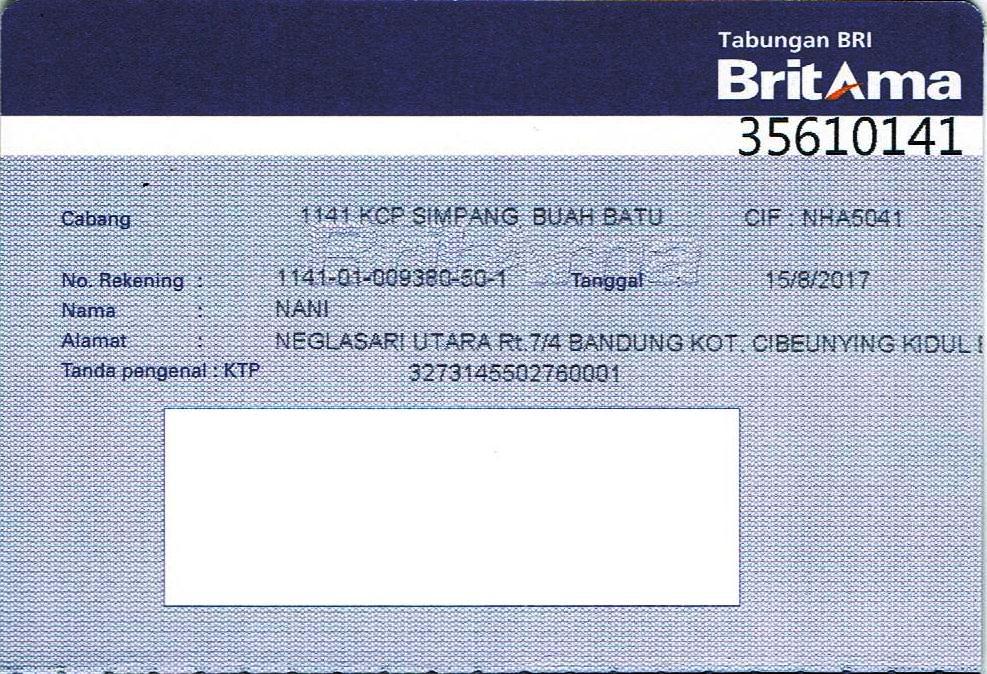 Tabungan BRI
BritAma
35610141
Cabang 1141 KCP SIMPANG, BUAH BATU CIF : NHA5041
No. Rekening : 1141-01-009380-50-1 Tanggal 15/8/2017
Nama : NANI
Alamat : NEGLASARI UTARA Rt.7/4 BANDUNG KOT, CIBEUNYING KIDUL
Tanda pengenal : KTP 3273145502760001